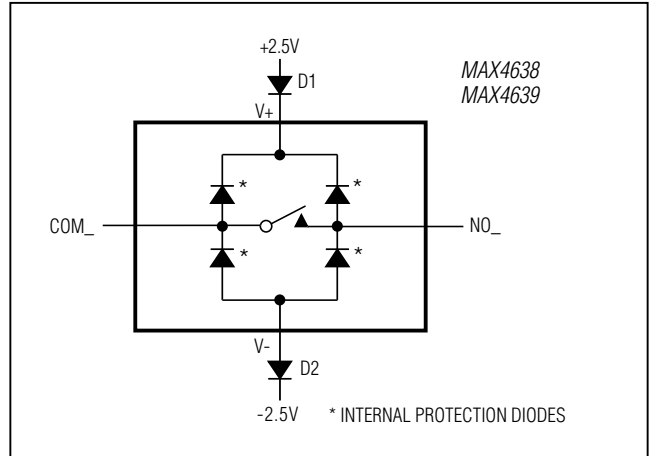 +2.5V
MAX4638
MAX4639
D1
V+
*
*
COM_
NO_
*
*
V-
D2
-2.5V
* INTERNAL PROTECTION DIODES